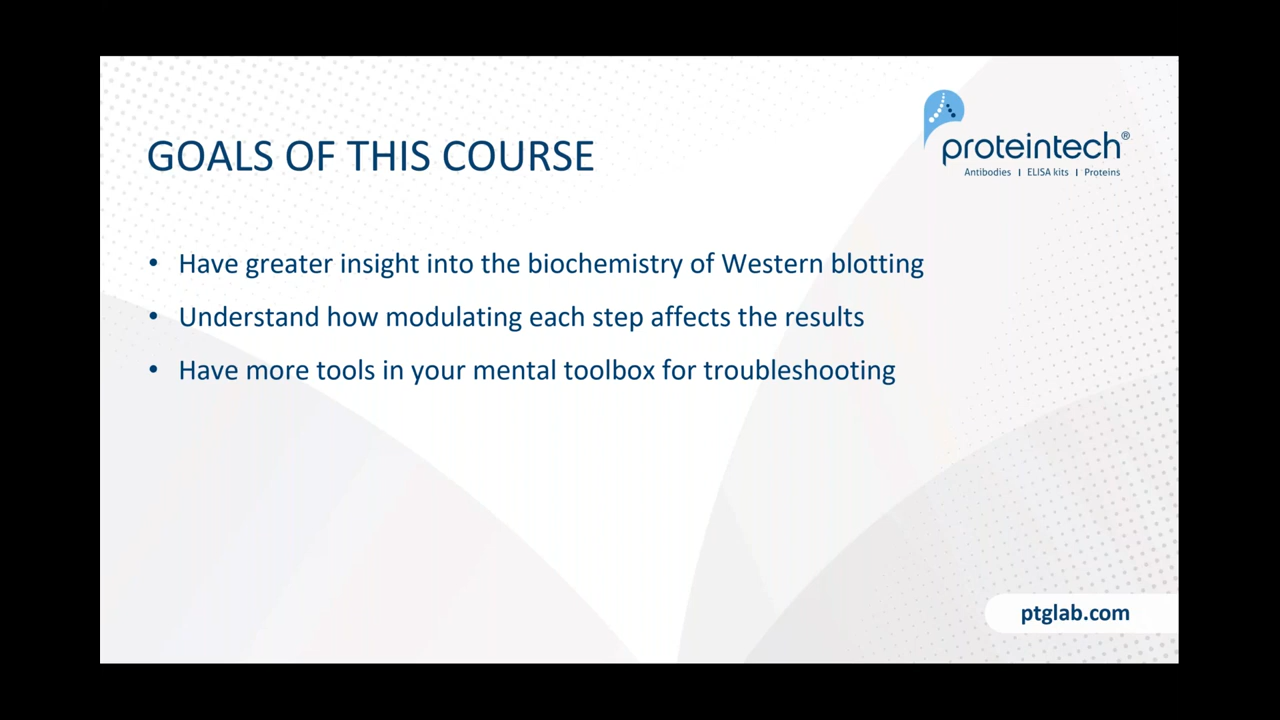 GOALS OF THIS COURSE
proteintech®
Antibodies | ELISA kits | Proteins
• Have greater insight into the biochemistry of Western blotting
• Understand how modulating each step affects the results
• Have more tools in your mental toolbox for troubleshooting
ptglab.com